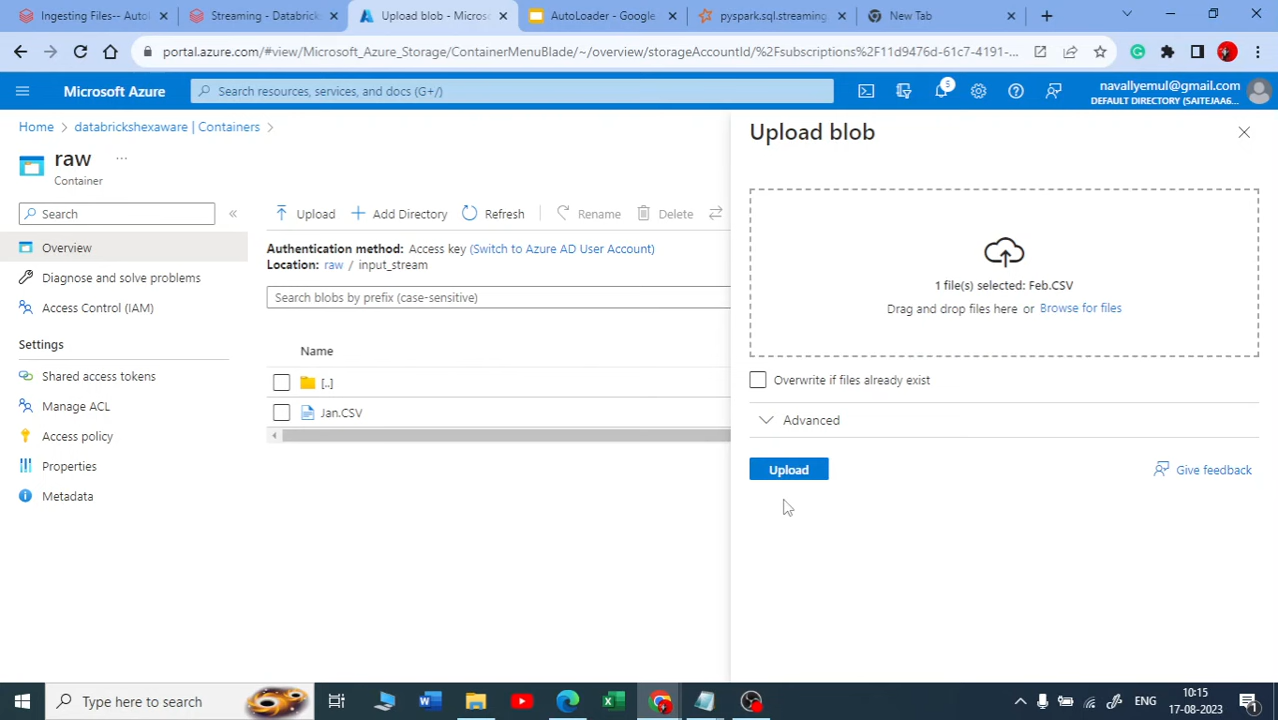 Ingesting Files-- Autol
Streaming - Databrick
Upload blob - Micros
AutoLoader - Google
pyspark.sql.streaming.
New Tab
portal.azure.com/#view/Microsoft_Azure_Storage/ContainerMenuBlade/~/overview/storageAccountId/%2Fsubscriptions%2F11d9476d-61c7-4191-...
Microsoft Azure
Search resources, services, and docs (G+/)
5
navallyemul@gmail.com
DEFAULT DIRECTORY (SAITEJAA6...
Home > databrickshexaware | Containers >
raw ...
Container
Search
«
Overview
Diagnose and solve problems
Access Control (IAM)
Settings
Shared access tokens
Manage ACL
Access policy
Properties
Metadata
Upload
Add Directory
Refresh
Rename
Delete
Authentication method: Access key (Switch to Azure AD User Account)
Location: raw / input_stream
Search blobs by prefix (case-sensitive)
Name
[..]
Jan.CSV
Upload blob
1 file(s) selected: Feb.CSV
Drag and drop files here or Browse for files
Overwrite if files already exist
Advanced
Upload
Give feedback
Type here to search
ENG
10:15
17-08-2023
1